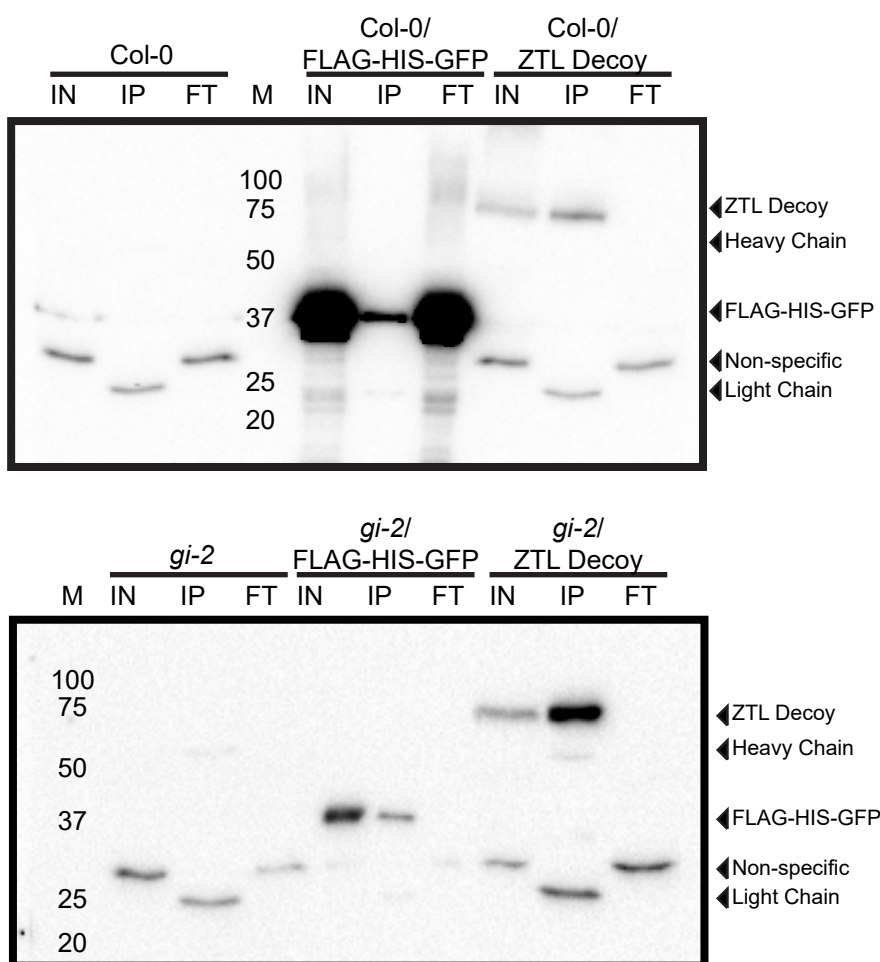 Col-0
Col-0/
FLAG-HIS-GFP
Col-0/
ZTL Decoy
IN IP FT M IN IP FT IN IP FT
100
75
50
37
25
20
ZTL Decoy
Heavy Chain
FLAG-HIS-GFP
Non-specific
Light Chain
gi-2
gi-2/
FLAG-HIS-GFP
gi-2/
ZTL Decoy
M IN IP FT IN IP FT IN IP FT
100
75
50
37
25
20
ZTL Decoy
Heavy Chain
FLAG-HIS-GFP
Non-specific
Light Chain